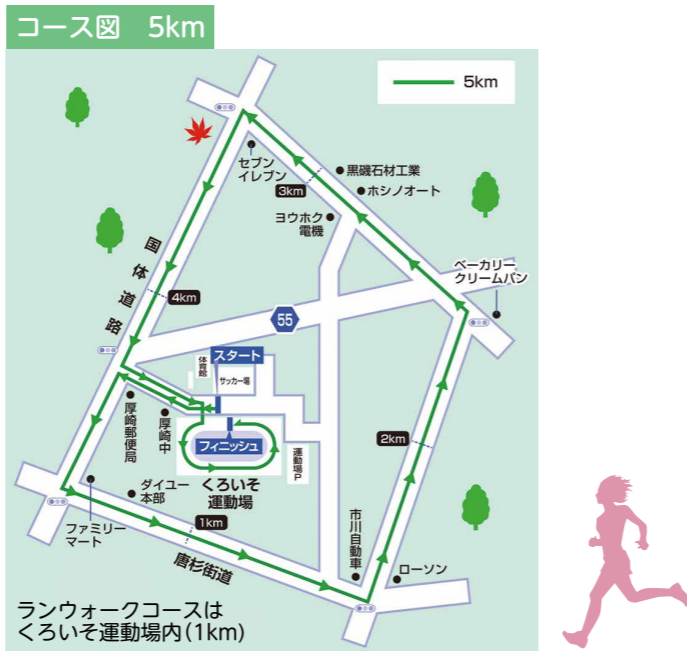 コース図　5km
5km
セブン
イレブン
黒磯石材工業
3km
ホシノオート
ヨウホク
電機
ベーカリー
クリームパン
国体道路
4km
55
スタート
体育館
サッカー場
厚崎郵便局
厚崎中
フィニッシュ
2km
運動場P
くろいそ
運動場
ダイユー
本部
1km
市川自動車
ファミリー
マート
唐杉街道
ローソン
ランウォークコースは
くろいそ運動場内(1km)